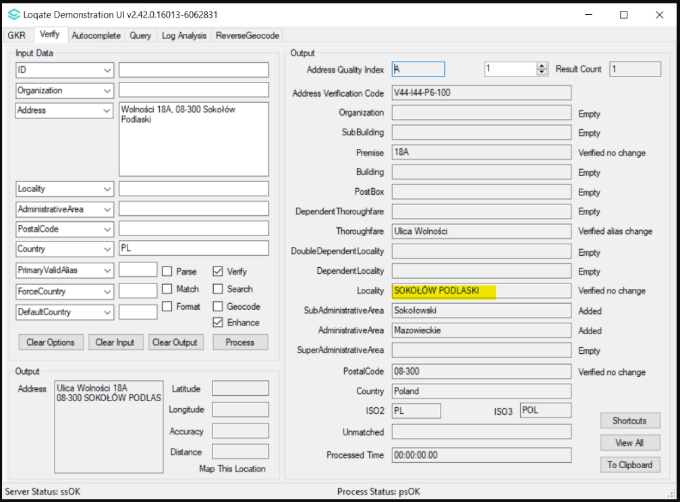 Loqate Demonstration UI v2.42.0.16013-6062831
GKR Verify Autocomplete Query Log Analysis ReverseGeocode
Input Data
ID
Organization
Address Wolności 18A, 08-300 Sokołów
Podlaski
Locality
AdministrativeArea
PostalCode
Country PL
PrimaryValidAlias Parse Verify
ForceCountry Match Search
DefaultCountry Format Geocode
Enhance
Clear Options Clear Input Clear Output Process
Output
Address Ulica Wolności 18A
08-300 SOKOŁÓW PODLAS
Latitude
Longitude
Accuracy
Distance
Map This Location
Output
Address Quality Index A 1 Result Count 1
Address Verification Code V44-I44-P6-100
Organization Empty
SubBuilding Empty
Premise 18A Verified no change
Building Empty
PostBox Empty
DependentThoroughfare Empty
Thoroughfare Ulica Wolności Verified alias change
DoubleDependentLocality Empty
DependentLocality Empty
Locality SOKOŁÓW PODLASKI Verified no change
SubAdministrativeArea Sokołowski Added
AdministrativeArea Mazowieckie Added
SuperAdministrativeArea Empty
PostalCode 08-300 Verified no change
Country Poland
ISO2 PL ISO3 POL
Unmatched
Processed Time 00:00:00.00
Shortcuts
View All
To Clipboard
Server Status: ssOK Process Status: psOK